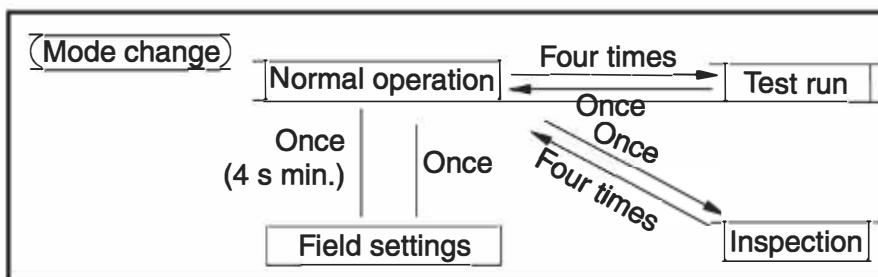 Mode change
Four times
Normal operation
Test run
Once
Once
Once
(4 s min.)
Once
Four times
Field settings
Inspection